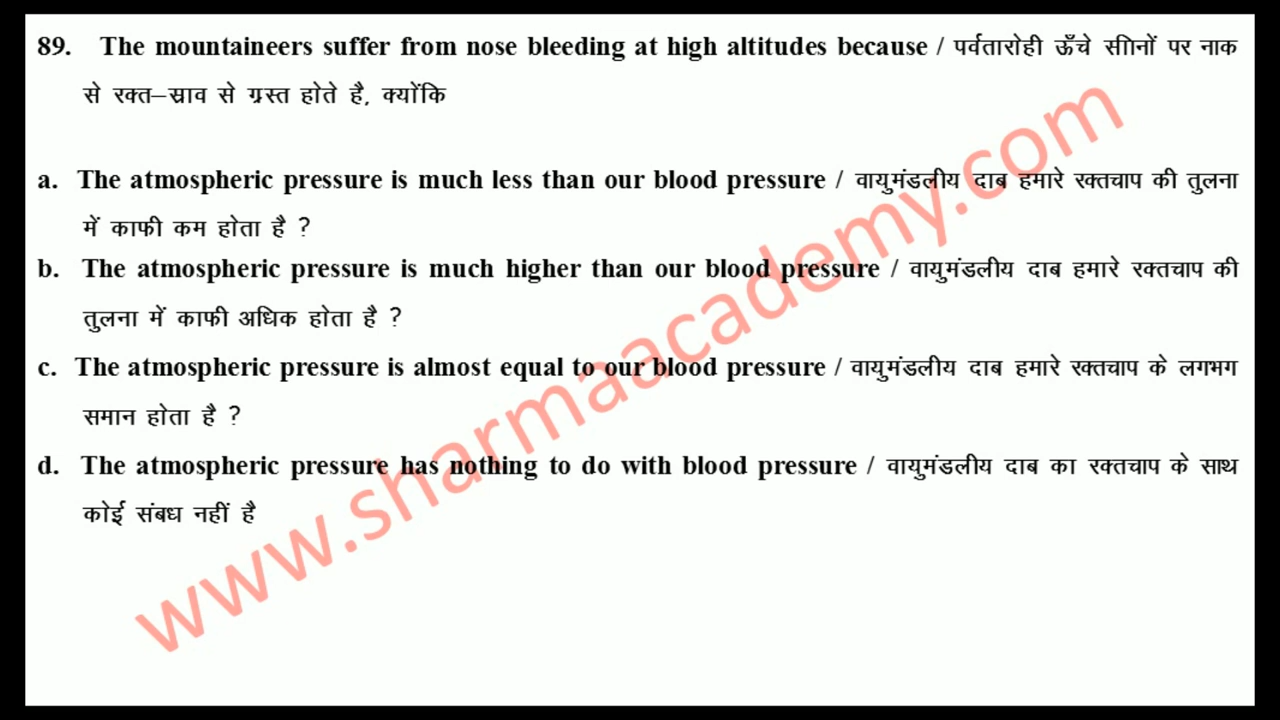 89. The mountaineers suffer from nose bleeding at high altitudes because / पर्वतारोही ऊँचे सीानों पर नाक
से रक्त–स्राव से ग्रस्त होते है, क्योंकि
a. The atmospheric pressure is much less than our blood pressure / वायुमंडलीय दाब हमारे रक्तचाप की तुलना
में काफी कम होता है ?
b. The atmospheric pressure is much higher than our blood pressure / वायुमंडलीय दाब हमारे रक्तचाप की
तुलना में काफी अधिक होता है ?
c. The atmospheric pressure is almost equal to our blood pressure / वायुमंडलीय दाब हमारे रक्तचाप के लगभग
समान होता है ?
d. The atmospheric pressure has nothing to do with blood pressure / वायुमंडलीय दाब का रक्तचाप के साथ
कोई संबध नहीं है
www.sharmaacademy.com